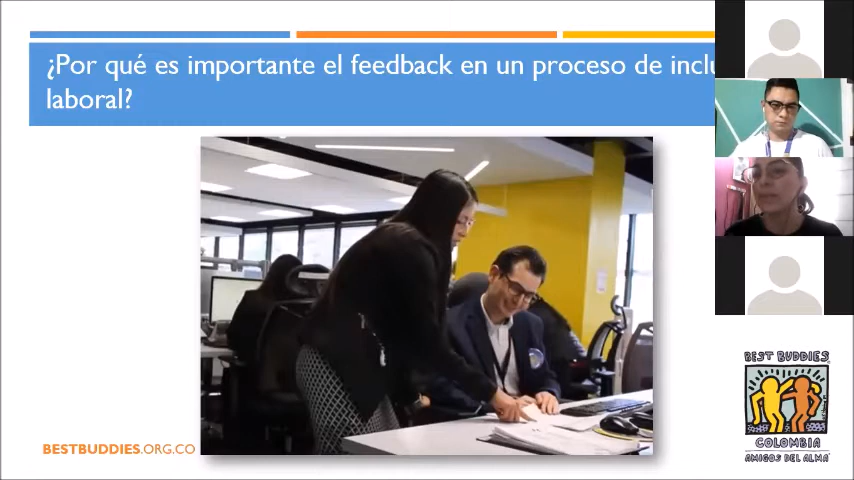 ¿Por qué es importante el feedback en un proceso de
laboral?
BEST BUDDIES
COLOMBIA
AMIGOS DEL ALMA
BESTBUDDIES.ORG.CO